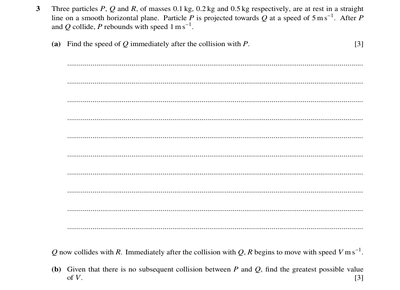 3 Three particles P, Q and R, of masses 0.1 kg, 0.2 kg and 0.5 kg respectively, are at rest in a straight
line on a smooth horizontal plane. Particle P is projected towards Q at a speed of 5 m s⁻¹. After P
and Q collide, P rebounds with speed 1 m s⁻¹.
(a) Find the speed of Q immediately after the collision with P. [3]
Q now collides with R. Immediately after the collision with Q, R begins to move with speed V m s⁻¹.
(b) Given that there is no subsequent collision between P and Q, find the greatest possible value
of V. [3]